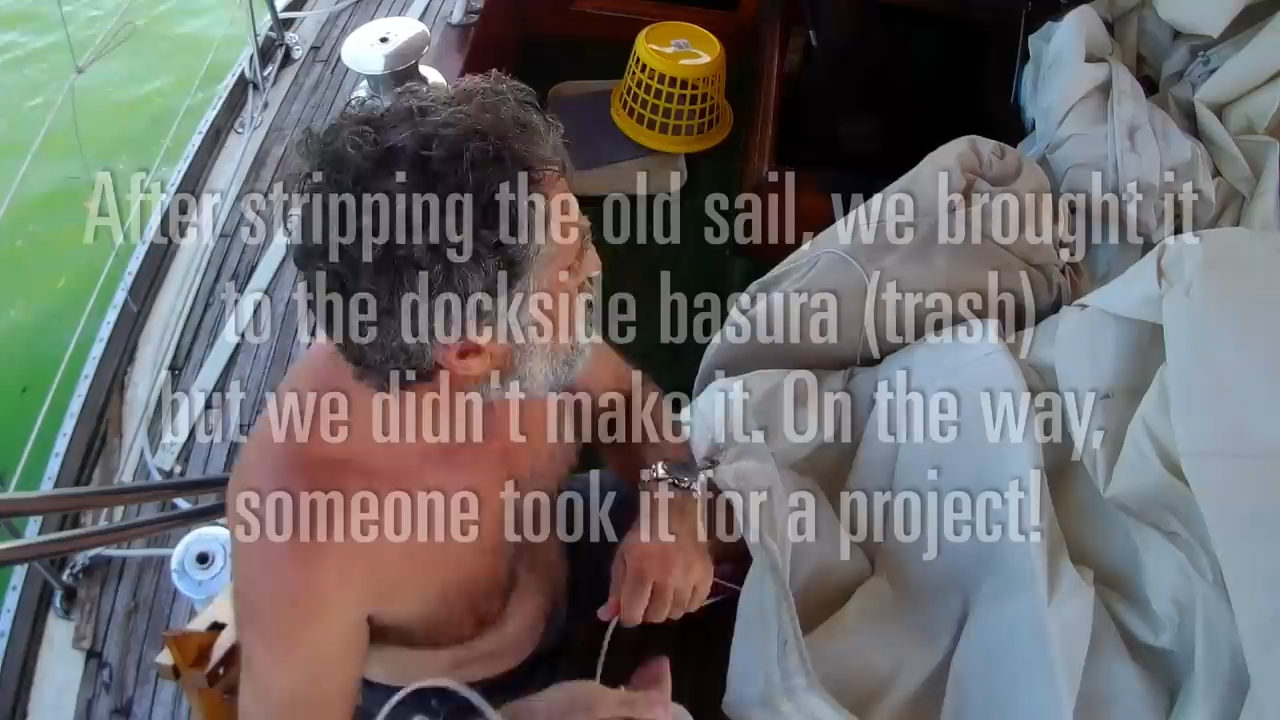 After stripping the old sail, we brought it
to the dockside basura (trash)
but we didn't make it. On the way,
someone took it for a project!